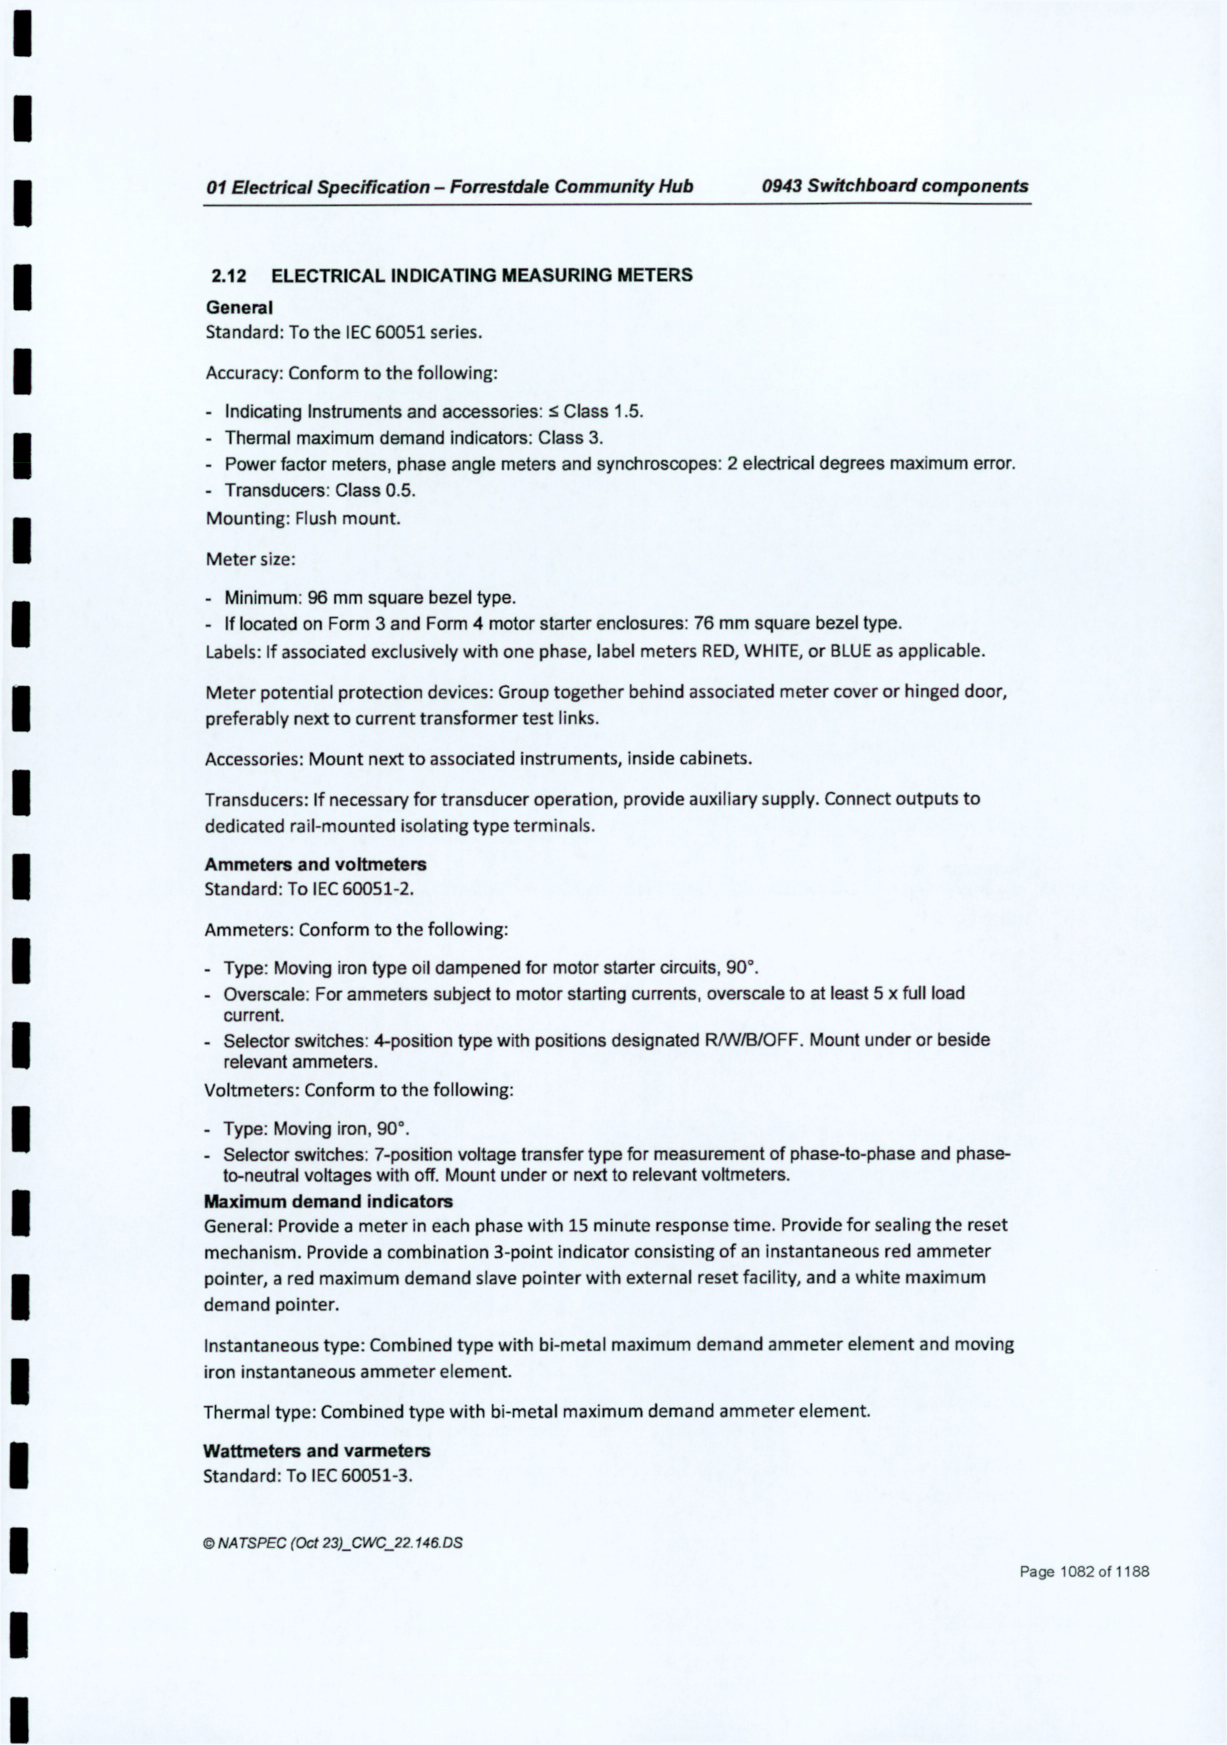 01 Electrical Specification – Forrestdale Community Hub 0943 Switchboard components
2.12 ELECTRICAL INDICATING MEASURING METERS
General
Standard: To the IEC 60051 series.
Accuracy: Conform to the following:
- Indicating Instruments and accessories: ≤ Class 1.5.
- Thermal maximum demand indicators: Class 3.
- Power factor meters, phase angle meters and synchroscopes: 2 electrical degrees maximum error.
- Transducers: Class 0.5.
Mounting: Flush mount.
Meter size:
- Minimum: 96 mm square bezel type.
- If located on Form 3 and Form 4 motor starter enclosures: 76 mm square bezel type.
Labels: If associated exclusively with one phase, label meters RED, WHITE, or BLUE as applicable.
Meter potential protection devices: Group together behind associated meter cover or hinged door,
preferably next to current transformer test links.
Accessories: Mount next to associated instruments, inside cabinets.
Transducers: If necessary for transducer operation, provide auxiliary supply. Connect outputs to
dedicated rail-mounted isolating type terminals.
Ammeters and voltmeters
Standard: To IEC 60051-2.
Ammeters: Conform to the following:
- Type: Moving iron type oil dampened for motor starter circuits, 90°.
- Overscale: For ammeters subject to motor starting currents, overscale to at least 5 x full load
current.
- Selector switches: 4-position type with positions designated R/W/B/OFF. Mount under or beside
relevant ammeters.
Voltmeters: Conform to the following:
- Type: Moving iron, 90°.
- Selector switches: 7-position voltage transfer type for measurement of phase-to-phase and phase-
to-neutral voltages with off. Mount under or next to relevant voltmeters.
Maximum demand indicators
General: Provide a meter in each phase with 15 minute response time. Provide for sealing the reset
mechanism. Provide a combination 3-point indicator consisting of an instantaneous red ammeter
pointer, a red maximum demand slave pointer with external reset facility, and a white maximum
demand pointer.
Instantaneous type: Combined type with bi-metal maximum demand ammeter element and moving
iron instantaneous ammeter element.
Thermal type: Combined type with bi-metal maximum demand ammeter element.
Wattmeters and varmeters
Standard: To IEC 60051-3.
© NATSPEC (Oct 23)_CWC_22.146.DS
Page 1082 of 1188